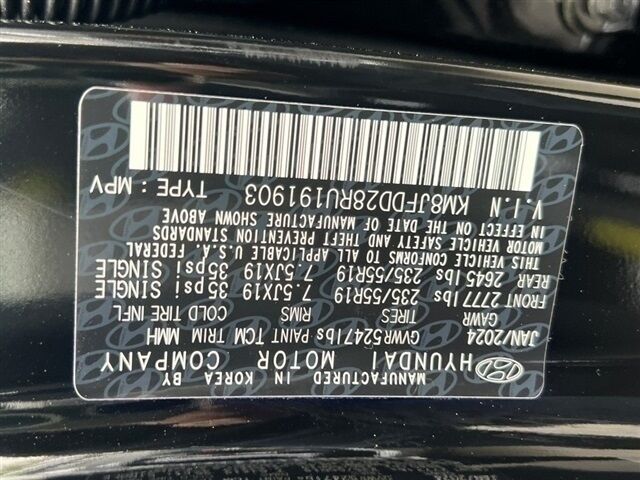 MANUFACTURED IN KOREA BY
HYUNDAI MOTOR COMPANY
JAN/2024 GVWR5247lbs PAINT TCM TRIM MMH
GAWR TIRES RIMS COLD TIRE INFL
FRONT 2777 lbs 235/55R19 7.5JX19 35psi SINGLE
REAR 2645 lbs 235/55R19 7.5JX19 35psi SINGLE
THIS VEHICLE CONFORMS TO ALL APPLICABLE U.S.A. FEDERAL
MOTOR VEHICLE SAFETY AND THEFT PREVENTION STANDARDS
IN EFFECT ON THE DATE OF MANUFACTURE SHOWN ABOVE
V.I.N KM8JFDD28RU191903 TYPE : MPV